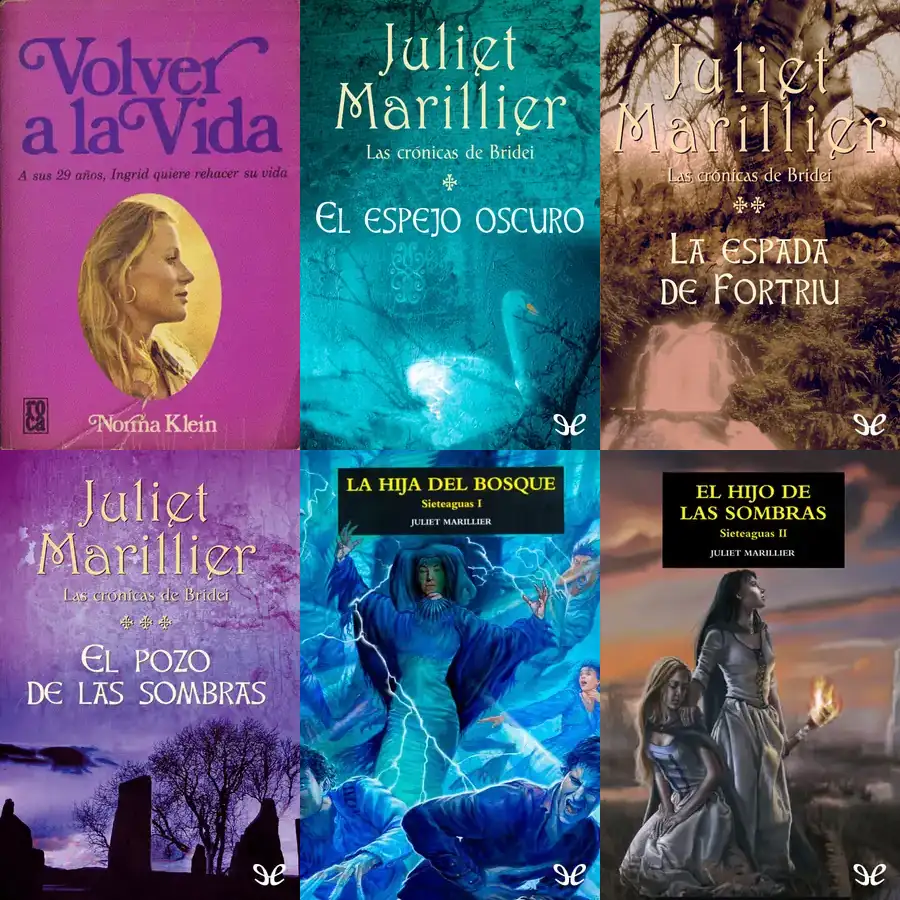 Volver
a la Vida
A sus 29 años, Ingrid quiere rehacer su vida
roca
Norma Klein
Juliet
Marillier
Las crónicas de Bridei
El espejo oscuro
Juliet
Marillier
Las crónicas de Bridei
La espada
de Fortriu
Juliet
Marillier
Las crónicas de Bridei
El pozo
de las sombras
LA HIJA DEL BOSQUE
Sieteaguas I
JULIET MARILLIER
EL HIJO DE
LAS SOMBRAS
Sieteaguas II
JULIET MARILLIER